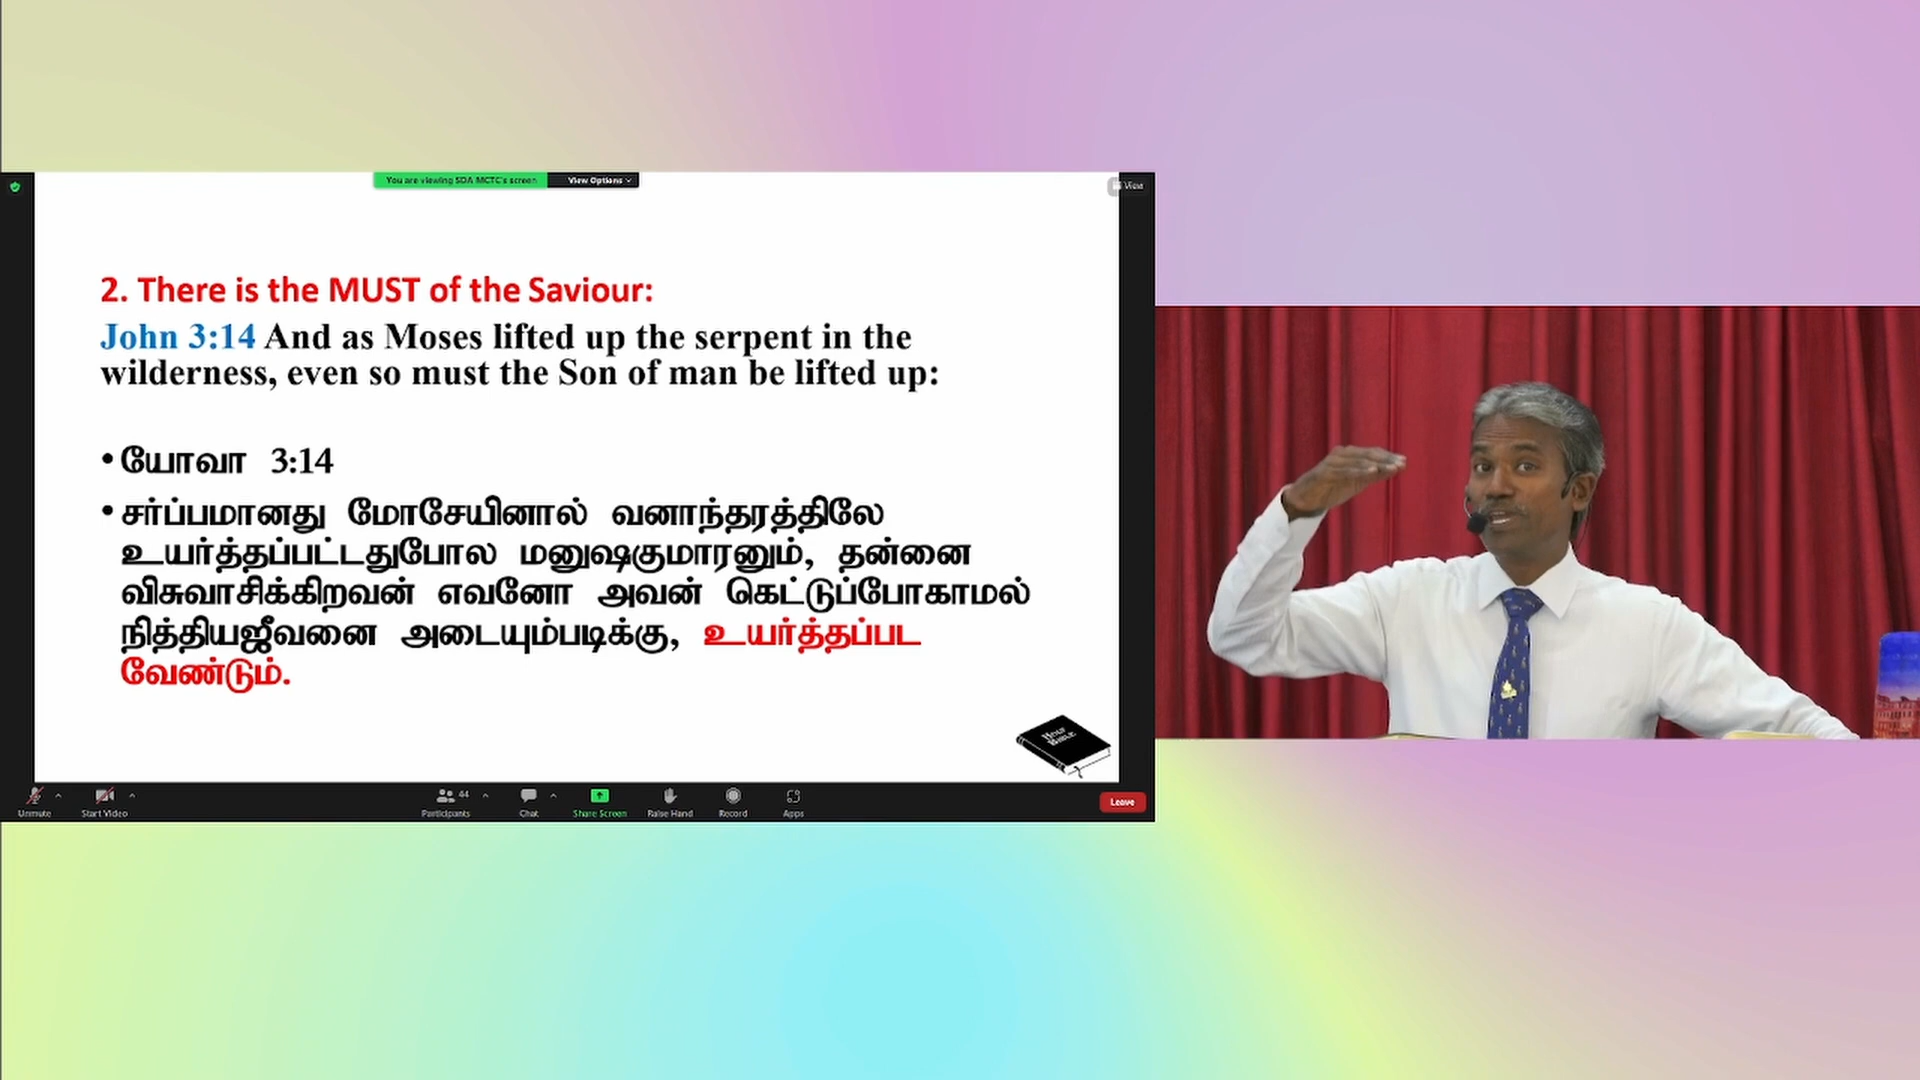 You are viewing SDA MCTC's screen View Options
View
2. There is the MUST of the Saviour:
John 3:14 And as Moses lifted up the serpent in the
wilderness, even so must the Son of man be lifted up:
•யோவா 3:14
•சர்ப்பமானது மோசேயினால் வனாந்தரத்திலே
உயர்த்தப்பட்டதுபோல மனுஷகுமாரனும், தன்னை
விசுவாசிக்கிறவன் எவனோ அவன் கெட்டுப்போகாமல்
நித்தியஜீவனை அடையும்படிக்கு, உயர்த்தப்பட
வேண்டும்.
HOLY
BIBLE
44
Unmute Start Video Participants Chat Share Screen Raise Hand Record Apps Leave